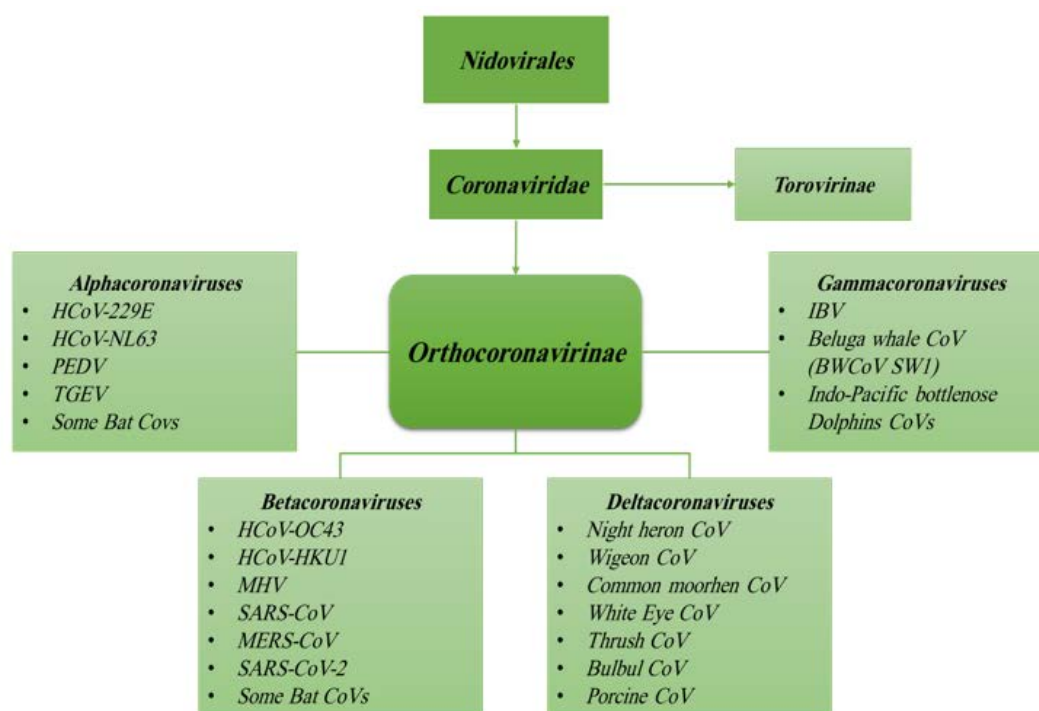 Nidovirales
Coronaviridae
Torovirinae
Alphacoronaviruses
• HCoV-229E
• HCoV-NL63
• PEDV
• TGEV
• Some Bat Covs
Orthocoronavirinae
Gammacoronaviruses
• IBV
• Beluga whale CoV
(BWCoV SW1)
• Indo-Pacific bottlenose
Dolphins CoVs
Betacoronaviruses
• HCoV-OC43
• HCoV-HKU1
• MHV
• SARS-CoV
• MERS-CoV
• SARS-CoV-2
• Some Bat CoVs
Deltacoronaviruses
• Night heron CoV
• Wigeon CoV
• Common moorhen CoV
• White Eye CoV
• Thrush CoV
• Bulbul CoV
• Porcine CoV